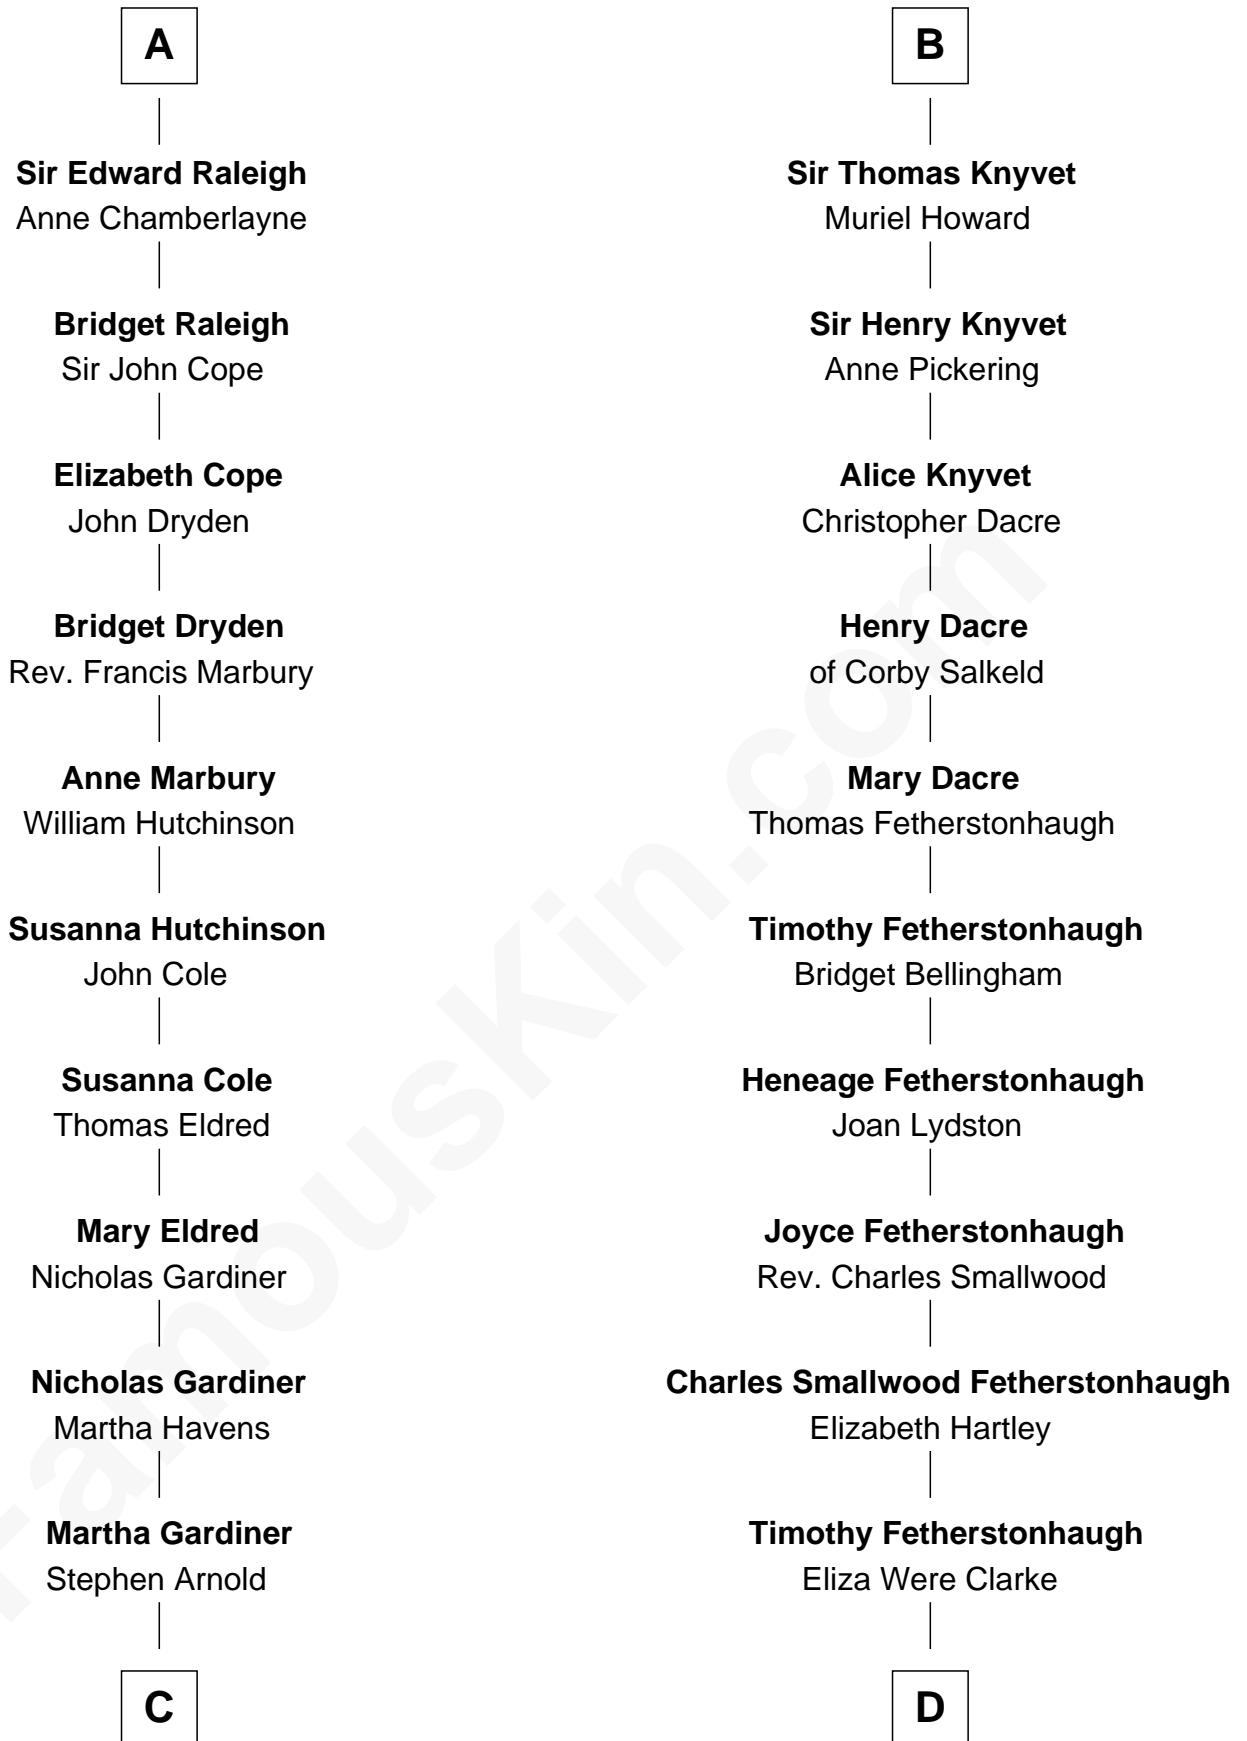 A
Sir Edward Raleigh
Anne Chamberlayne
Bridget Raleigh
Sir John Cope
Elizabeth Cope
John Dryden
Bridget Dryden
Rev. Francis Marbury
Anne Marbury
William Hutchinson
Susanna Hutchinson
John Cole
Susanna Cole
Thomas Eldred
Mary Eldred
Nicholas Gardiner
Nicholas Gardiner
Martha Havens
Martha Gardiner
Stephen Arnold
C
B
Sir Thomas Knyvet
Muriel Howard
Sir Henry Knyvet
Anne Pickering
Alice Knyvet
Christopher Dacre
Henry Dacre
of Corby Salkeld
Mary Dacre
Thomas Fetherstonhaugh
Timothy Fetherstonhaugh
Bridget Bellingham
Heneage Fetherstonhaugh
Joan Lydston
Joyce Fetherstonhaugh
Rev. Charles Smallwood
Charles Smallwood Fetherstonhaugh
Elizabeth Hartley
Timothy Fetherstonhaugh
Eliza Were Clarke
D
FamousKin.com